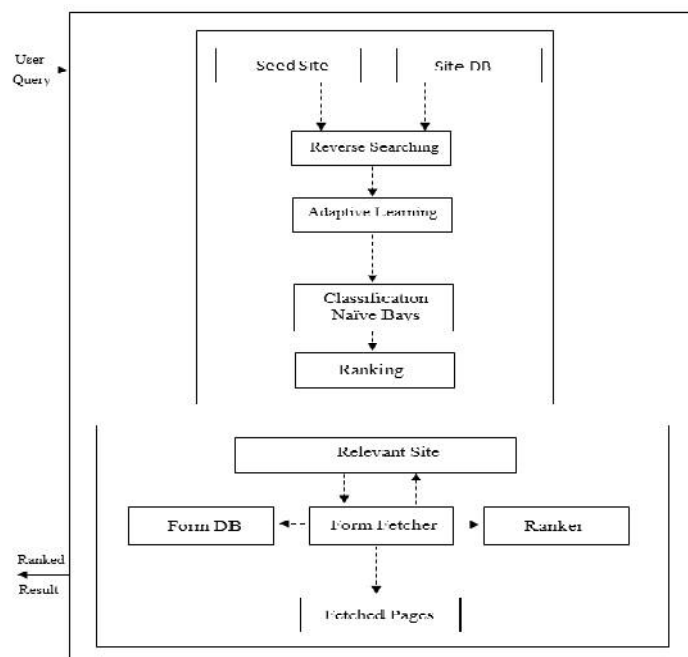 User
Query
Seed Site
Site DB
Reverse Searching
Adaptive Learning
Classification
Naïve Bays
Ranking
Relevant Site
Form DB
Form Fetcher
Ranker
Ranked
Result
Fetched Pages